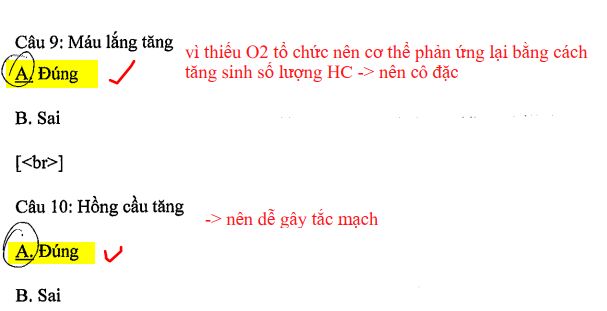 Câu 9: Máu lắng tăng
vì thiếu O2 tổ chức nên cơ thể phản ứng lại bằng cách
tăng sinh số lượng HC -> nên cô đặc
A. Đúng
B. Sai
[<br>]
Câu 10: Hồng cầu tăng
-> nên dễ gây tắc mạch
A. Đúng
B. Sai